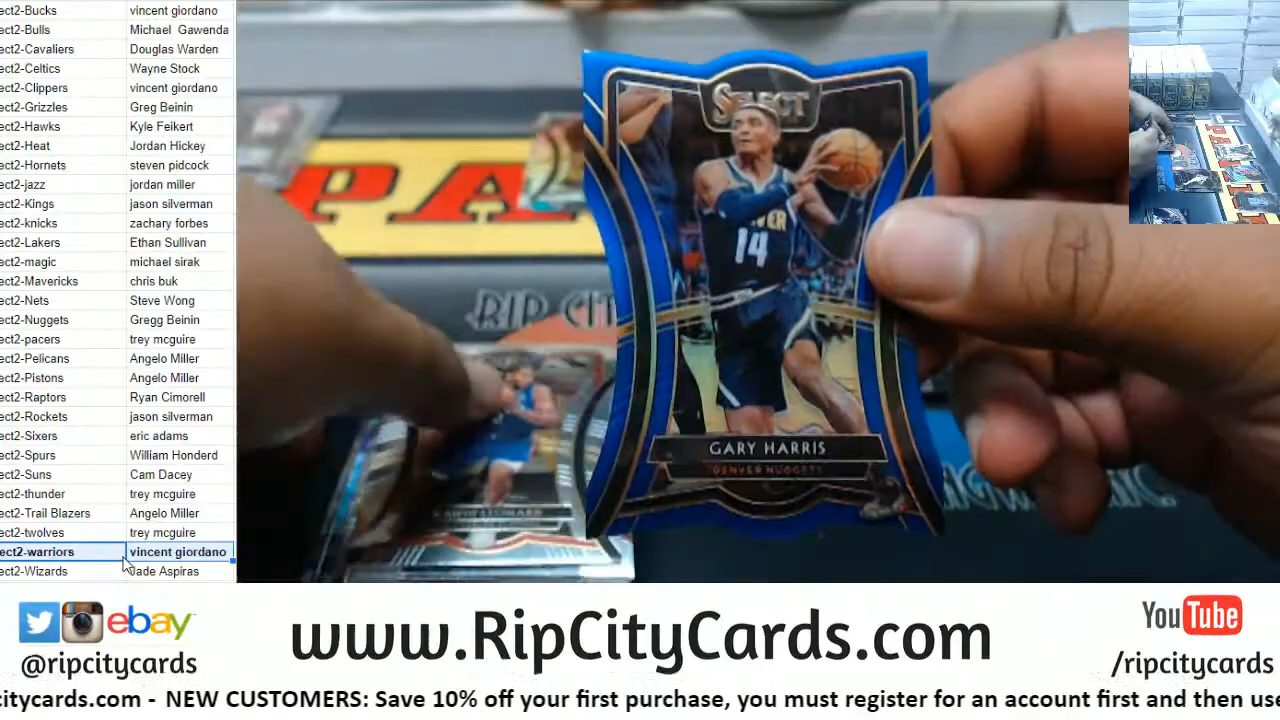 ect2-Bucks vincent giordano
ect2-Bulls Michael Gawenda
ect2-Cavaliers Douglas Warden
ect2-Celtics Wayne Stock
ect2-Clippers vincent giordano
ect2-Grizzles Greg Beinin
ect2-Hawks Kyle Feikert
ect2-Heat Jordan Hickey
ect2-Hornets steven pidcock
ect2-jazz jordan miller
ect2-Kings jason silverman
ect2-knicks zachary forbes
ect2-Lakers Ethan Sullivan
ect2-magic michael sirak
ect2-Mavericks chris buk
ect2-Nets Steve Wong
ect2-Nuggets Gregg Beinin
ect2-pacers trey mcguire
ect2-Pelicans Angelo Miller
ect2-Pistons Angelo Miller
ect2-Raptors Ryan Cimorell
ect2-Rockets jason silverman
ect2-Sixers eric adams
ect2-Spurs William Honderd
ect2-Suns Cam Dacey
ect2-thunder trey mcguire
ect2-Trail Blazers Angelo Miller
ect2-twolves trey mcguire
ect2-warriors vincent giordano
ect2-Wizards Jade Aspiras
PA
RIP CIT
SELECT
VER
14
GARY HARRIS
DENVER NUGGETS
ebay
@ripcitycards
www.RipCityCards.com
YouTube
/ripcitycards
citycards.com - NEW CUSTOMERS: Save 10% off your first purchase, you must register for an account first and then use